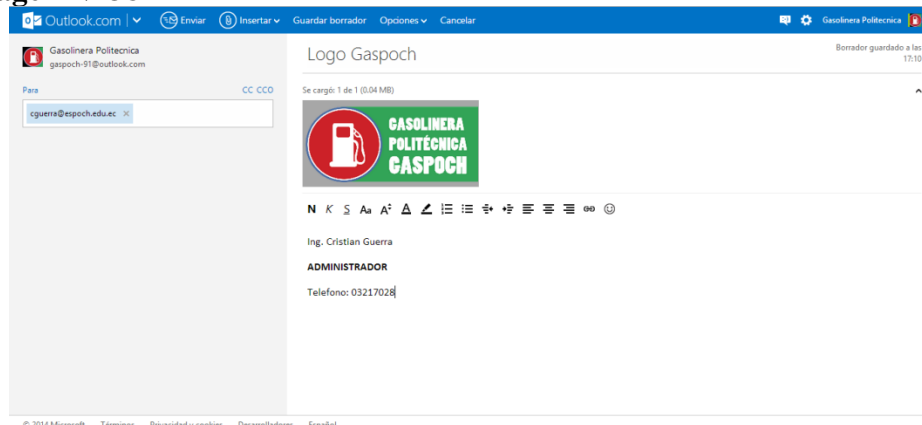 Outlook.com
Enviar
Insertar
Guardar borrador
Opciones
Cancelar
Gasolinera Politecnica
Gasolinera Politecnica
gaspoch-91@outlook.com
Logo Gaspoch
Borrador guardado a las
17:10
Para
CC CCO
Se cargó: 1 de 1 (0.04 MB)
cguerra@espoch.edu.ec
GASOLINERA
POLITÉCNICA
GASPOCH
N K S Aa A A
Ing. Cristian Guerra
ADMINISTRADOR
Telefono: 03217028
© 2014 Microsoft Términos Privacidad y cookies Desarrolladores Español